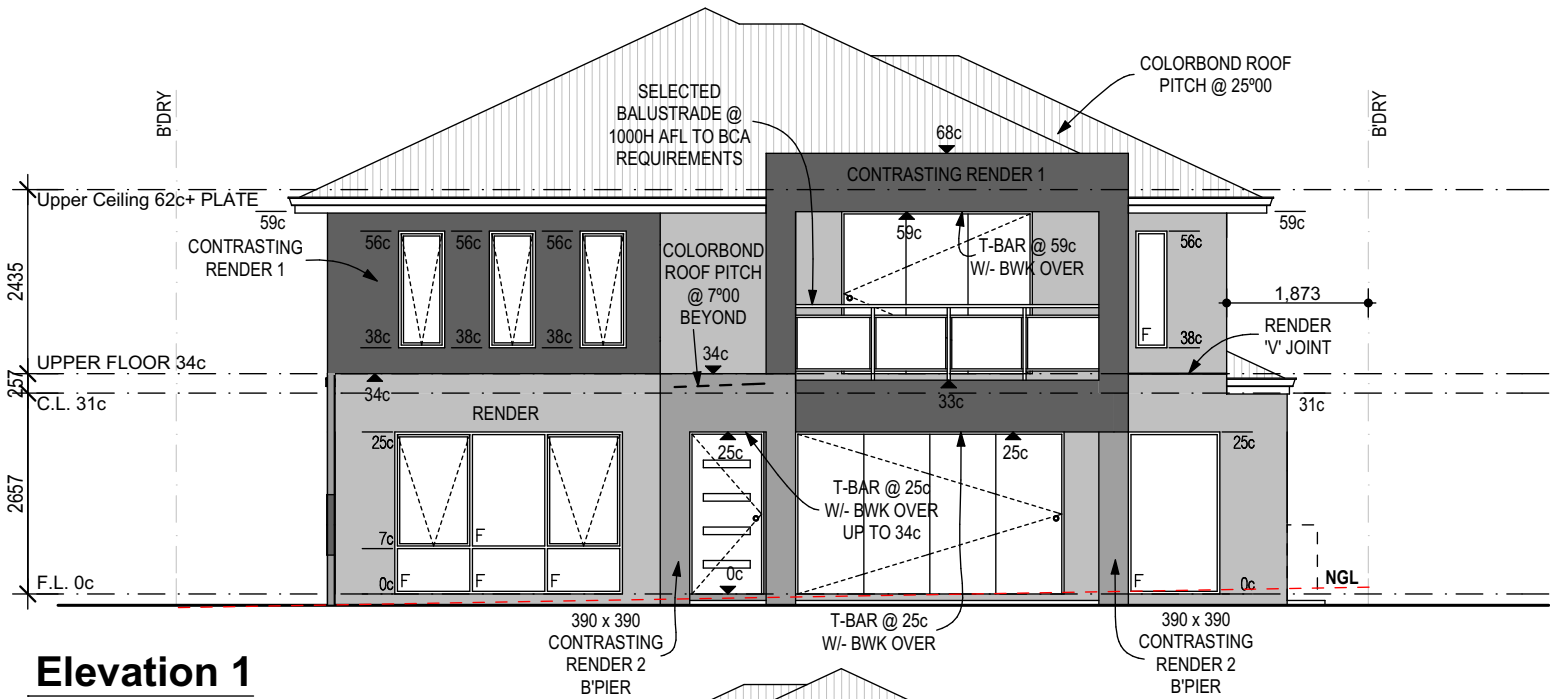 COLORBOND ROOF
PITCH @ 25º00
B'DRY
B'DRY
SELECTED
BALUSTRADE @
1000H AFL TO BCA
REQUIREMENTS
68c
CONTRASTING RENDER 1
Upper Ceiling 62c+ PLATE
59c
59c
CONTRASTING
RENDER 1
56c
56c
56c
COLORBOND
ROOF PITCH
@ 7º00
BEYOND
59c
T-BAR @ 59c
W/- BWK OVER
56c
2435
1,873
38c
38c
38c
F
38c
RENDER
'V' JOINT
UPPER FLOOR 34c
34c
257
34c
33c
C.L. 31c
31c
RENDER
25c
25c
25c
25c
2657
T-BAR @ 25c
W/- BWK OVER
UP TO 34c
7c
F
F.L. 0c
0c
F
F
F
0c
F
0c
NGL
390 x 390
CONTRASTING
RENDER 2
B'PIER
T-BAR @ 25c
W/- BWK OVER
390 x 390
CONTRASTING
RENDER 2
B'PIER
Elevation 1